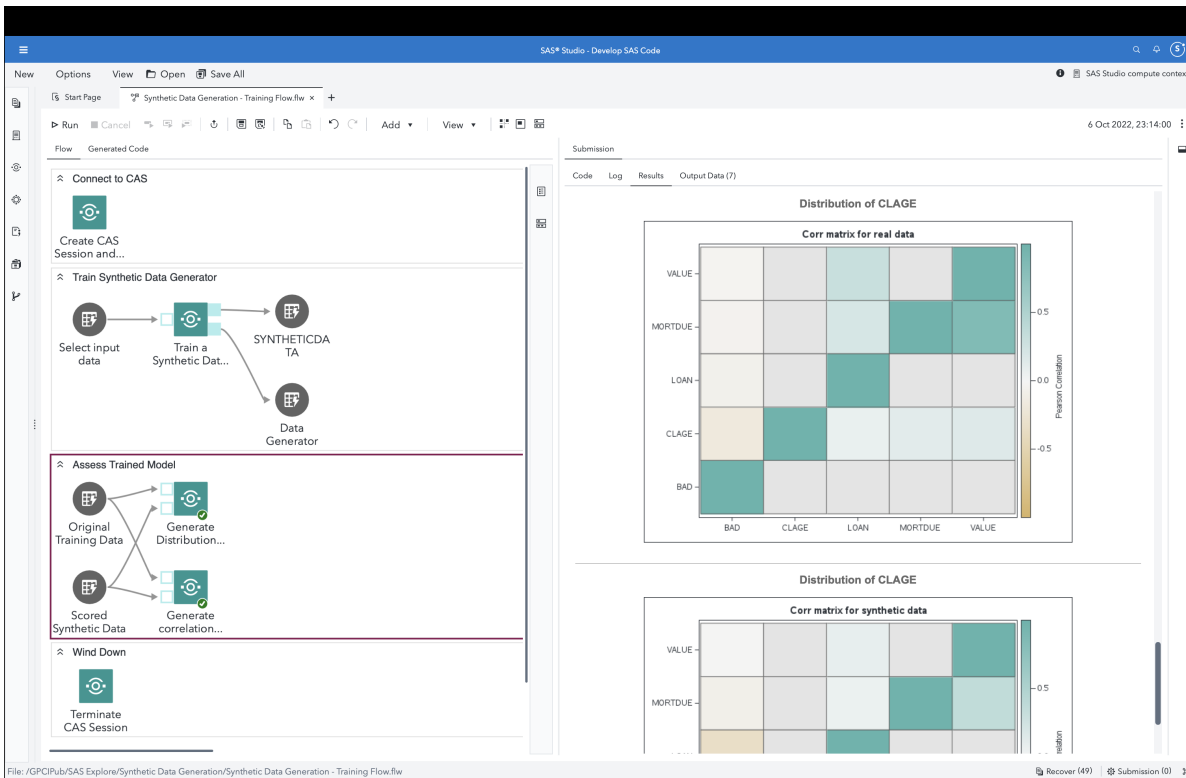 SAS® Studio - Develop SAS Code
S
New Options View Open Save All
SAS Studio compute contex
Start Page Synthetic Data Generation - Training Flow.flw × +
Run Cancel Add View
6 Oct 2022, 23:14:00
Flow Generated Code
Submission
Code Log Results Output Data (7)
Connect to CAS
Create CAS
Session and...
Train Synthetic Data Generator
Select input
data
Train a
Synthetic Dat...
SYNTHETICDA
TA
Data
Generator
Assess Trained Model
Original
Training Data
Generate
Distribution...
Scored
Synthetic Data
Generate
correlation...
Wind Down
Terminate
CAS Session
Distribution of CLAGE
Corr matrix for real data
VALUE
MORTDUE
LOAN
CLAGE
BAD
BAD CLAGE LOAN MORTDUE VALUE
0.5
0.0
-0.5
Pearson Correlation
Distribution of CLAGE
Corr matrix for synthetic data
VALUE
MORTDUE
0.5
File: /GPCIPub/SAS Explore/Synthetic Data Generation/Synthetic Data Generation - Training Flow.flw
Recover (49) Submission (0)